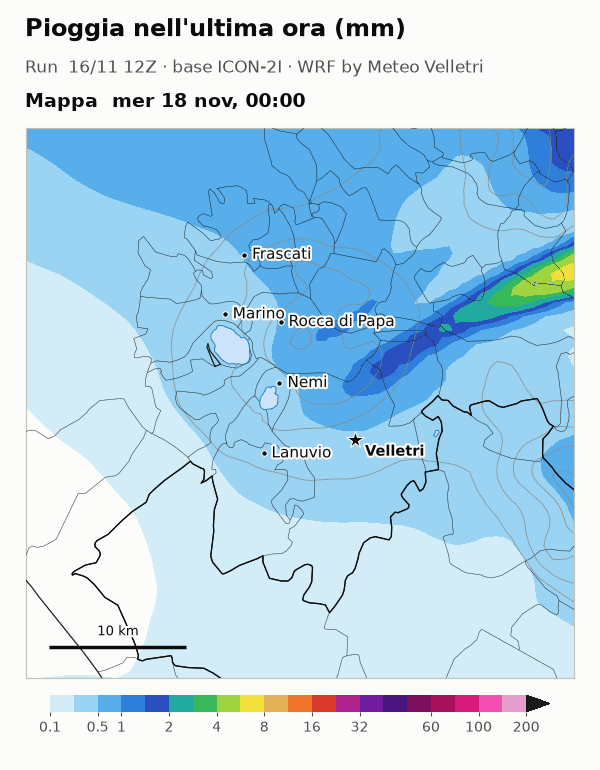 Pioggia nell'ultima ora (mm)
Run  16/11 12Z · base ICON-2I · WRF by Meteo Velletri
Mappa  mer 18 nov, 00:00
Frascati
Marino
Rocca di Papa
Nemi
Velletri
Lanuvio
10 km
0.1 0.5 1 2 4 8 16 32 60 100 200